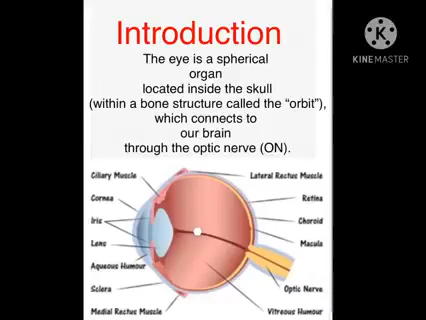 Introduction
KINEMASTER
The eye is a spherical
organ
located inside the skull
(within a bone structure called the “orbit”),
which connects to
our brain
through the optic nerve (ON).
Ciliary Muscle
Lateral Rectus Muscle
Cornea
Retina
Iris
Choroid
Lens
Macula
Aqueous Humour
Sclera
Optic Nerve
Medial Rectus Muscle
Vitreous Humour